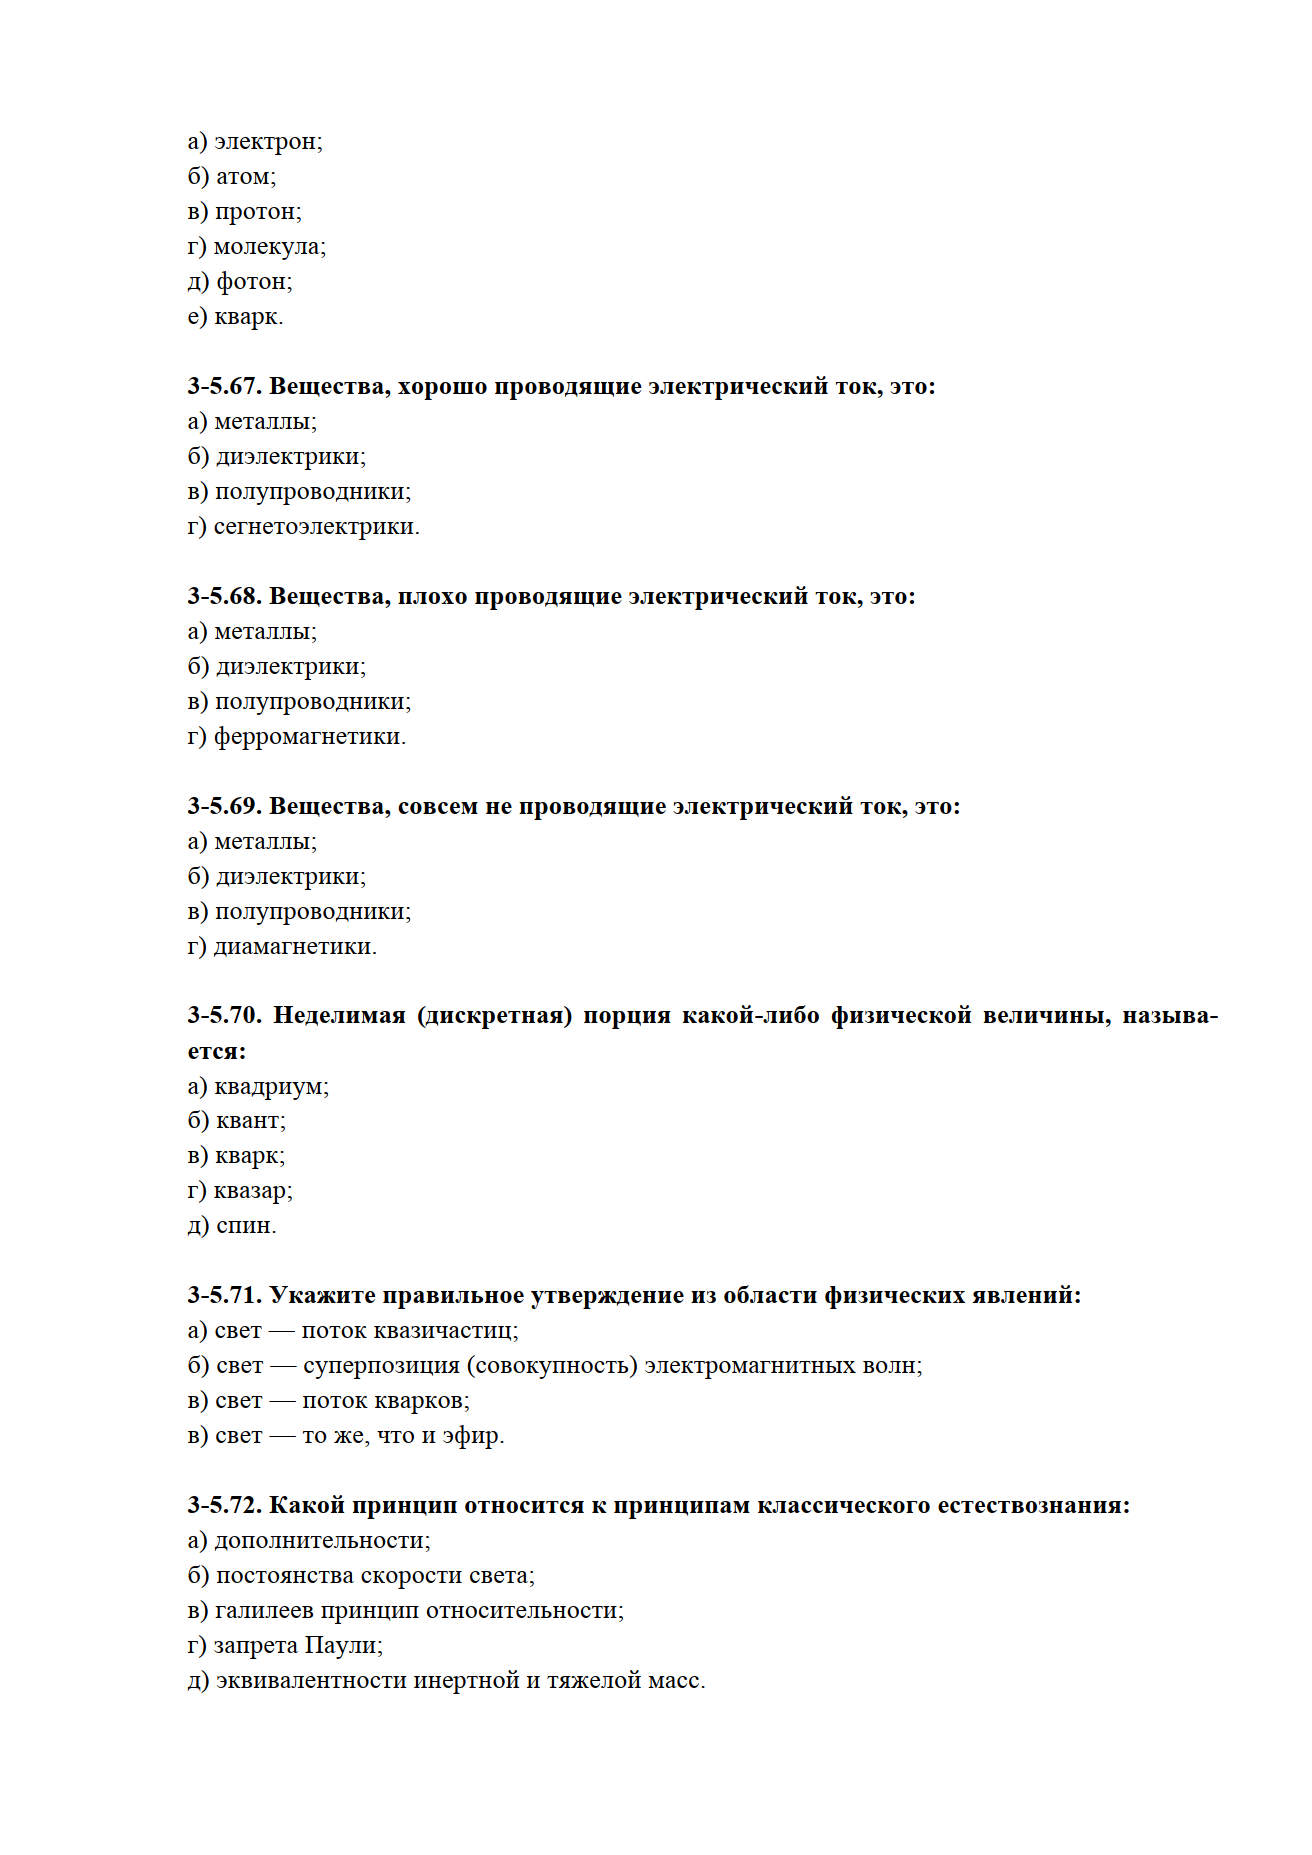 а) электрон;
б) атом;
в) протон;
г) молекула;
д) фотон;
е) кварк.
3-5.67. Вещества, хорошо проводящие электрический ток, это:
а) металлы;
б) диэлектрики;
в) полупроводники;
г) сегнетоэлектрики.
3-5.68. Вещества, плохо проводящие электрический ток, это:
а) металлы;
б) диэлектрики;
в) полупроводники;
г) ферромагнетики.
3-5.69. Вещества, совсем не проводящие электрический ток, это:
а) металлы;
б) диэлектрики;
в) полупроводники;
г) диамагнетики.
3-5.70. Неделимая (дискретная) порция какой-либо физической величины, называ-
ется:
а) квадриум;
б) квант;
в) кварк;
г) квазар;
д) спин.
3-5.71. Укажите правильное утверждение из области физических явлений:
а) свет — поток квазичастиц;
б) свет — суперпозиция (совокупность) электромагнитных волн;
в) свет — поток кварков;
в) свет — то же, что и эфир.
3-5.72. Какой принцип относится к принципам классического естествознания:
а) дополнительности;
б) постоянства скорости света;
в) галилеев принцип относительности;
г) запрета Паули;
д) эквивалентности инертной и тяжелой масс.